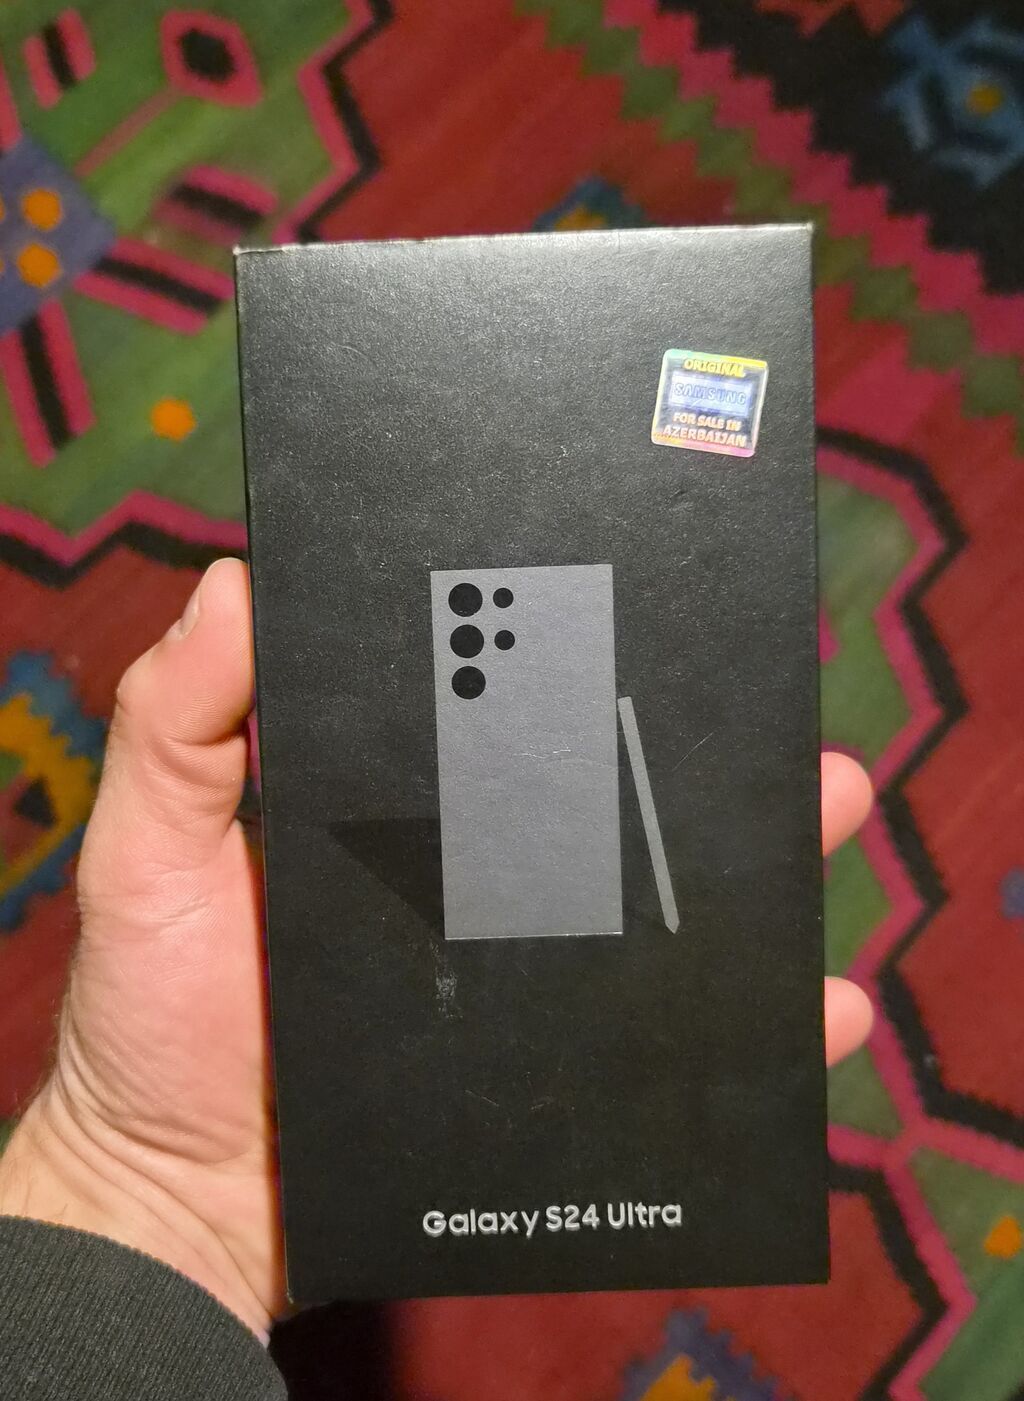 ORIGINAL
SAMSUNG
FOR SALE IN
AZERBAIJAN
Galaxy S24 Ultra